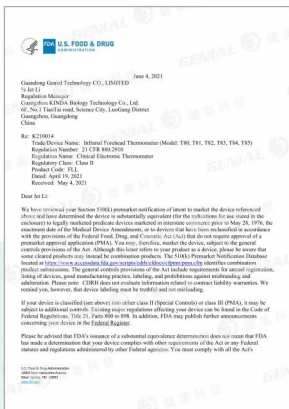 FDA U.S. FOOD & DRUG
ADMINISTRATION
June 4, 2021
Guandong Genial Technology CO., LIMITED
% Jet Li
Regulation Manager
Guangzhou KINDA Biology Technology Co., Ltd.
6F, No.1 TianTai road, Science City, LuoGang District
Guangzhou, Guangdong
China
Re: K210014
Trade/Device Name: Infrared Forehead Thermometer (Model: T80, T81, T82, T83, T84, T85)
Regulation Number: 21 CFR 880.2910
Regulation Name: Clinical Electronic Thermometer
Regulatory Class: Class II
Product Code: FLL
Dated: April 19, 2021
Received: May 4, 2021
Dear Jet Li:
We have reviewed your Section 510(k) premarket notification of intent to market the device referenced
above and have determined the device is substantially equivalent (for the indications for use stated in the
enclosure) to legally marketed predicate devices marketed in interstate commerce prior to May 28, 1976, the
enactment date of the Medical Device Amendments, or to devices that have been reclassified in accordance
with the provisions of the Federal Food, Drug, and Cosmetic Act (Act) that do not require approval of a
premarket approval application (PMA). You may, therefore, market the device, subject to the general
controls provisions of the Act. Although this letter refers to your product as a device, please be aware that
some cleared products may instead be combination products. The 510(k) Premarket Notification Database
located at https://www.accessdata.fda.gov/scripts/cdrh/cfdocs/cfpmn/pmn.cfm identifies combination
product submissions. The general controls provisions of the Act include requirements for annual registration,
listing of devices, good manufacturing practice, labeling, and prohibitions against misbranding and
adulteration. Please note: CDRH does not evaluate information related to contract liability warranties. We
remind you, however, that device labeling must be truthful and not misleading.
If your device is classified (see above) into either class II (Special Controls) or class III (PMA), it may be
subject to additional controls. Existing major regulations affecting your device can be found in the Code of
Federal Regulations, Title 21, Parts 800 to 898. In addition, FDA may publish further announcements
concerning your device in the Federal Register.
Please be advised that FDA's issuance of a substantial equivalence determination does not mean that FDA
has made a determination that your device complies with other requirements of the Act or any Federal
statutes and regulations administered by other Federal agencies. You must comply with all the Act's
U.S. Food & Drug Administration
10903 New Hampshire Avenue
Silver Spring, MD 20993
www.fda.gov